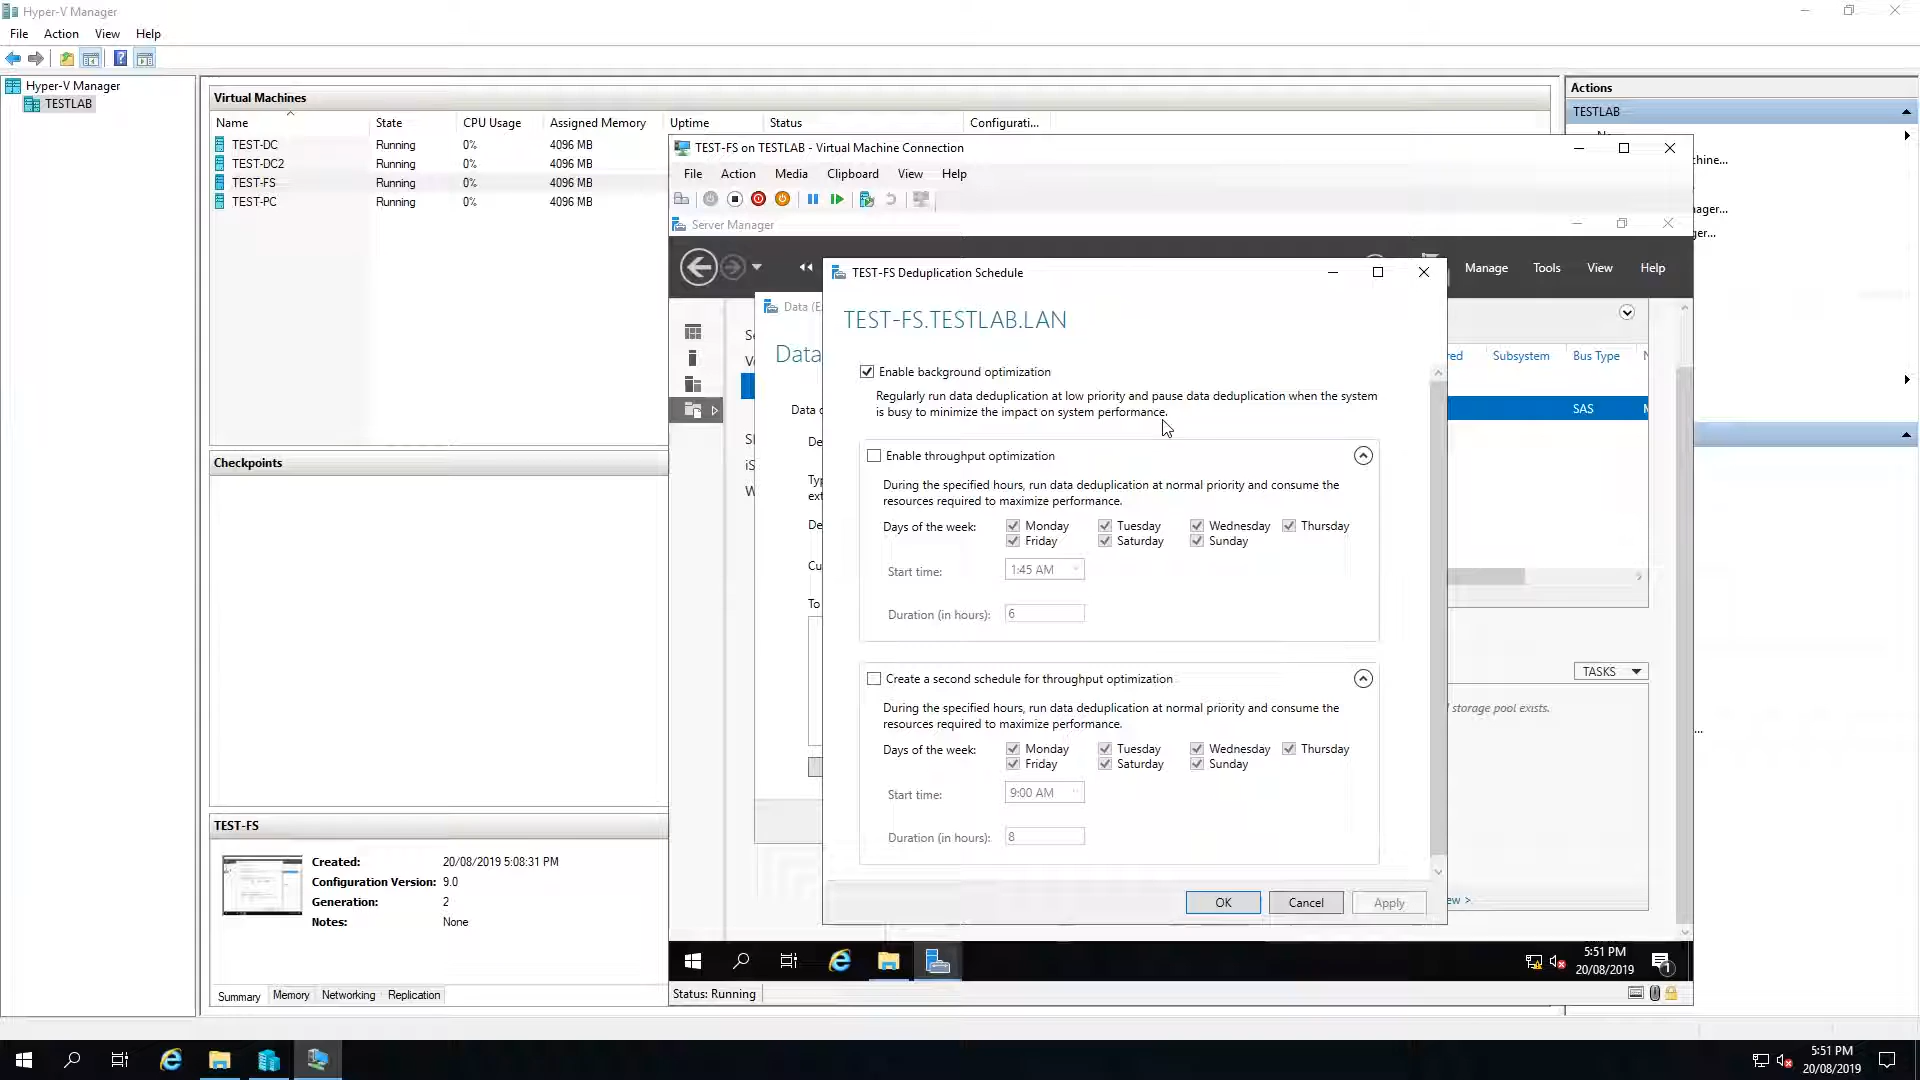 Hyper-V Manager
File Action View Help
Hyper-V Manager
TESTLAB
Virtual Machines
Name State CPU Usage Assigned Memory Uptime Status Configurati...
TEST-DC Running 0% 4096 MB
TEST-DC2 Running 0% 4096 MB
TEST-FS Running 0% 4096 MB
TEST-PC Running 0% 4096 MB
Checkpoints
TEST-FS
Created: 20/08/2019 5:08:31 PM
Configuration Version: 9.0
Generation: 2
Notes: None
Summary Memory Networking Replication
Actions
TESTLAB
chine...
ager...
TEST-FS on TESTLAB - Virtual Machine Connection
File Action Media Clipboard View Help
Server Manager
Manage Tools View Help
Data (E
Data
Data
De
Ty
ext
De
Cu
To
Subsystem Bus Type
SAS
TASKS
storage pool exists.
TEST-FS Deduplication Schedule
TEST-FS.TESTLAB.LAN
Enable background optimization
Regularly run data deduplication at low priority and pause data deduplication when the system
is busy to minimize the impact on system performance.
Enable throughput optimization
During the specified hours, run data deduplication at normal priority and consume the
resources required to maximize performance.
Days of the week: Monday Tuesday Wednesday Thursday
Friday Saturday Sunday
Start time: 1:45 AM
Duration (in hours): 6
Create a second schedule for throughput optimization
During the specified hours, run data deduplication at normal priority and consume the
resources required to maximize performance.
Days of the week: Monday Tuesday Wednesday Thursday
Friday Saturday Sunday
Start time: 9:00 AM
Duration (in hours): 8
OK Cancel Apply
5:51 PM
20/08/2019
Status: Running
5:51 PM
20/08/2019